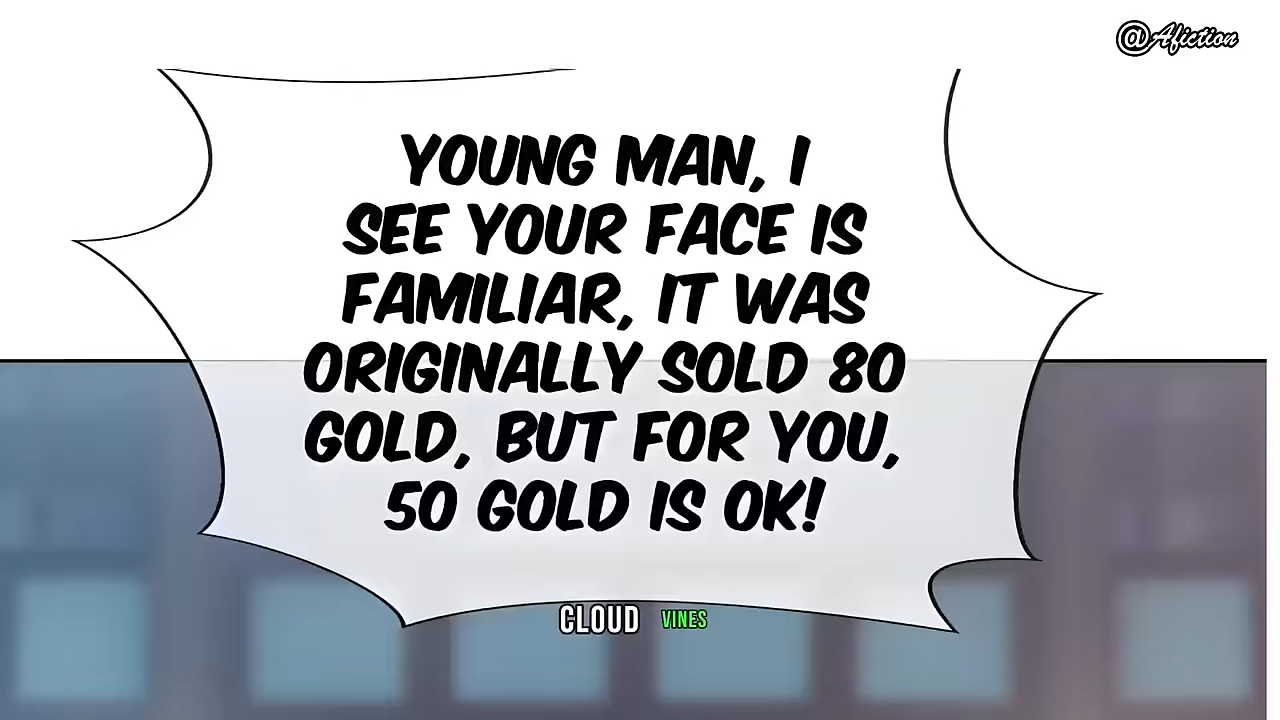 @Afiction
YOUNG MAN, I
SEE YOUR FACE IS
FAMILIAR, IT WAS
ORIGINALLY SOLD 80
GOLD, BUT FOR YOU,
50 GOLD IS OK!
CLOUD VINES